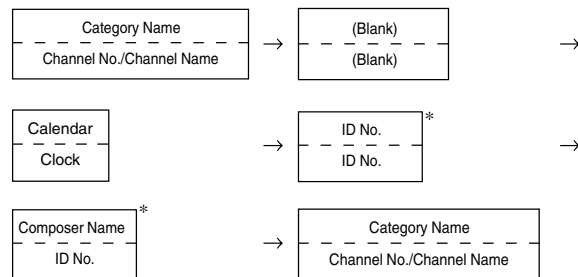 Category Name
Channel No./Channel Name
→
(Blank)
(Blank)
→
Calendar
Clock
→
ID No.
ID No.
*
→
Composer Name
ID No.
*
→
Category Name
Channel No./Channel Name